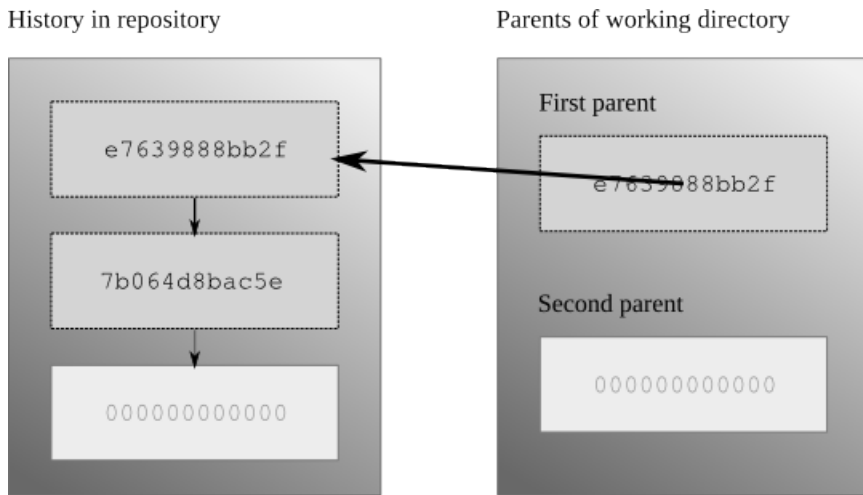 History in repository
e7639888bb2f
7b064d8bac5e
000000000000
Parents of working directory
First parent
e7639888bb2f
Second parent
000000000000